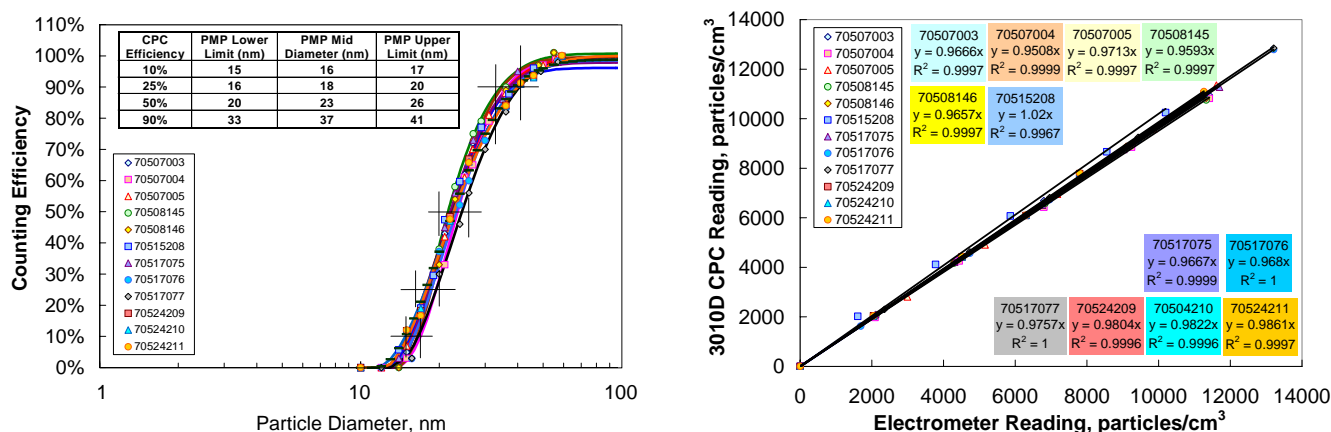 110%
100%
90%
80%
70%
60%
50%
40%
30%
20%
10%
0%
Counting Efficiency
CPC Efficiency PMP Lower Limit (nm) PMP Mid Diameter (nm) PMP Upper Limit (nm)
10% 15 16 17
25% 16 18 20
50% 20 23 26
90% 33 37 41
70507003
70507004
70507005
70508145
70508146
70515208
70517075
70517076
70517077
70524209
70524210
70524211
1 10 100
Particle Diameter, nm
14000
12000
10000
8000
6000
4000
2000
0
3010D CPC Reading, particles/cm³
70507003
70507004
70507005
70508145
70508146
70515208
70517075
70517076
70517077
70524209
70524210
70524211
70507003 70507004 70507005 70508145
y = 0.9666x y = 0.9508x y = 0.9713x y = 0.9593x
R² = 0.9997 R² = 0.9999 R² = 0.9997 R² = 0.9997
70508146 70515208
y = 0.9657x y = 1.02x
R² = 0.9997 R² = 0.9967
70517075 70517076
y = 0.9667x y = 0.968x
R² = 0.9999 R² = 1
70517077 70524209 70504210 70524211
y = 0.9757x y = 0.9804x y = 0.9822x y = 0.9861x
R² = 1 R² = 0.9996 R² = 0.9996 R² = 0.9997
0 2000 4000 6000 8000 10000 12000 14000
Electrometer Reading, particles/cm³